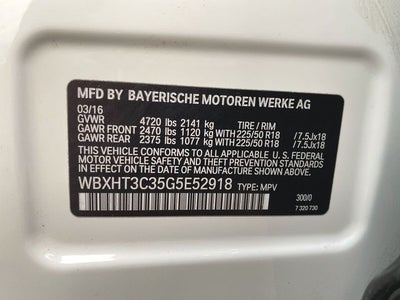 MFD BY BAYERISCHE MOTOREN WERKE AG
03/16
GVWR 4720 lbs 2141 kg TIRE / RIM
GAWR FRONT 2470 lbs 1120 kg WITH 225/50 R18 /7.5Jx18
GAWR REAR 2375 lbs 1077 kg WITH 225/50 R18 /7.5Jx18
THIS VEHICLE CONFORMS TO ALL APPLICABLE U.S. FEDERAL
MOTOR VEHICLE SAFETY AND THEFT PREVENTION STANDARDS
IN EFFECT ON THE DATE OF MANUFACTURE SHOWN ABOVE.
WBXHT3C35G5E52918 TYPE: MPV
300/0
7 320 730